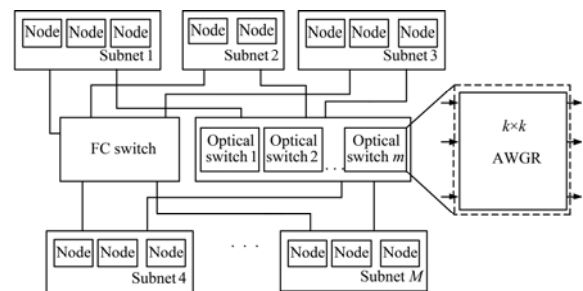 Node Node Node
Subnet 1
Node Node
Subnet 2
Node Node Node
Subnet 3
FC switch
Optical switch 1
Optical switch 2
...
Optical switch m
k×k
AWGR
Node Node Node
Subnet 4
. . .
Node Node Node
Subnet M